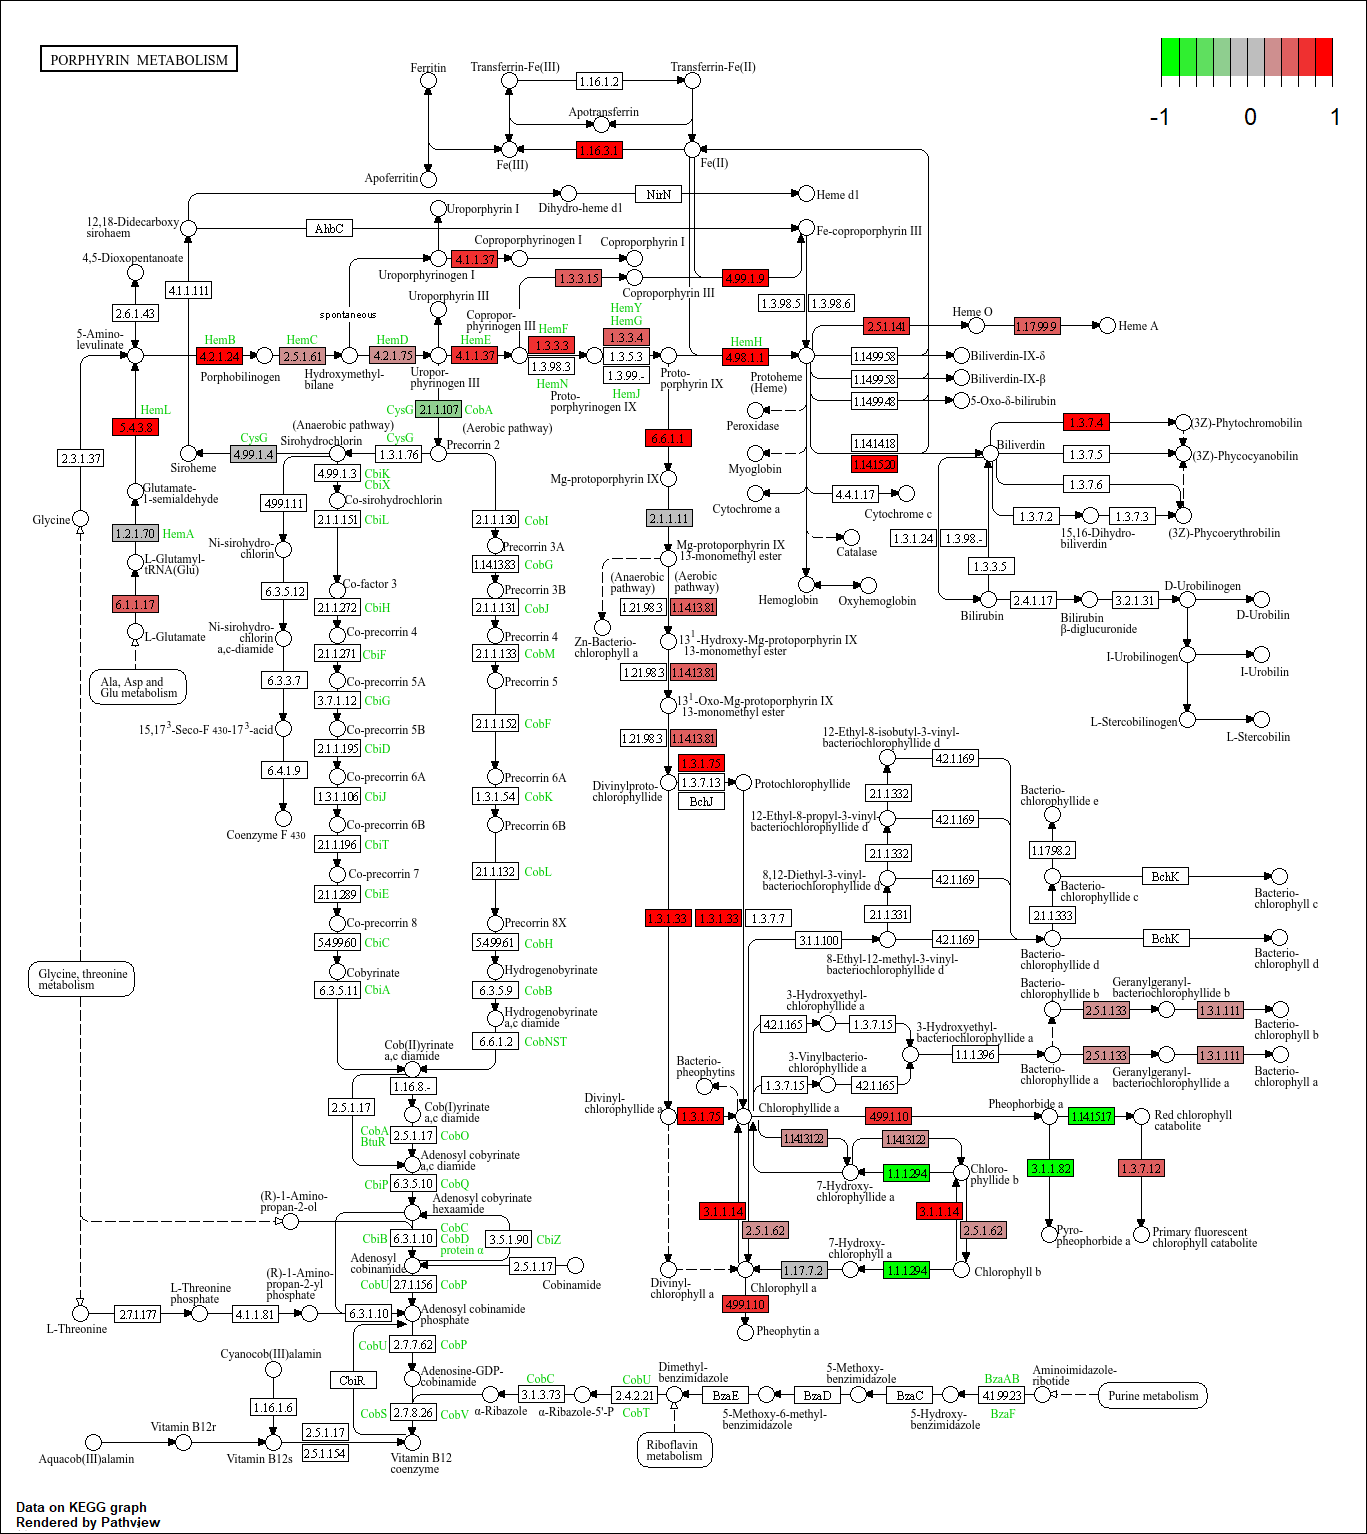 PORPHYRIN METABOLISM
-1
0
1
Ferritin
Transferrin-Fe(III)
1.16.1.2
Transferrin-Fe(II)
Apotransferrin
Fe(III)
1.16.3.1
Fe(II)
Apoferritin
12,18-Didecarboxy
sirohaem
Dihydro-heme d1
NirN
Heme d1
Uroporphyrin I
AhbC
Fe-coproporphyrin III
4,5-Dioxopentanoate
4.1.1.111
Uroporphyrinogen I
4.1.1.37
Coproporphyrinogen I
Coproporphyrin I
1.3.3.15
Coproporphyrin III
4.99.1.9
1.3.98.5
1.3.98.6
2.6.1.43
spontaneous
Uroporphyrin III
Copropor-
phyrinogen III
HemY
HemG
Heme O
5-Amino-
levulinate
HemB
4.2.1.24
Porphobilinogen
HemC
2.5.1.61
Hydroxymethyl-
bilane
HemD
4.2.1.75
Uropor-
phyrinogen III
HemE
4.1.1.37
HemF
1.3.3.3
1.3.98.3
HemN
Proto-
porphyrinogen IX
1.3.3.4
1.3.5.3
1.3.99.-
HemJ
Proto-
porphyrin IX
HemH
4.98.1.1
Protoheme
(Heme)
2.5.1.141
1.17.99.9
Heme A
1.14.99.58
Biliverdin-IX-δ
1.14.99.58
Biliverdin-IX-β
1.14.99.48
5-Oxo-δ-bilirubin
HemL
5.4.3.8
CysG
2.1.1.107
CobA
(Anaerobic pathway)
(Aerobic pathway)
Peroxidase
6.6.1.1
1.14.14.18
1.14.15.20
Biliverdin
1.3.7.4
(3Z)-Phytochromobilin
2.3.1.37
CysG
4.99.1.4
Siroheme
Sirohydrochlorin
CysG
1.3.1.76
Precorrin 2
Myoglobin
1.3.7.5
(3Z)-Phycocyanobilin
4.99.1.3
CbiK
CbiX
Mg-protoporphyrin IX
1.3.7.6
Glutamate-
1-semialdehyde
4.99.1.11
Co-sirohydrochlorin
Cytochrome a
4.4.1.17
Cytochrome c
Glycine
1.2.1.70
HemA
2.1.1.151
CbiL
2.1.1.130
CobI
2.1.1.11
1.3.7.2
15,16-Dihydro-
biliverdin
1.3.7.3
(3Z)-Phycoerythrobilin
L-Glutamyl-
tRNA(Glu)
Ni-sirohydro-
chlorin
Precorrin 3A
Mg-protoporphyrin IX
13-monomethyl ester
Catalase
1.3.1.24
1.3.98.-
1.14.13.83
CobG
(Anaerobic
pathway)
(Aerobic
pathway)
1.3.3.5
6.1.1.17
6.3.5.12
Co-factor 3
Precorrin 3B
Hemoglobin
Oxyhemoglobin
D-Urobilinogen
2.1.1.272
CbiH
2.1.1.131
CobJ
1.21.98.3
1.14.13.81
Bilirubin
2.4.1.17
Bilirubin
β-diglucuronide
3.2.1.31
D-Urobilin
L-Glutamate
Ni-sirohydro-
chlorin
a,c-diamide
Co-precorrin 4
Precorrin 4
Zn-Bacterio-
chlorophyll a
13¹-Hydroxy-Mg-protoporphyrin IX
13-monomethyl ester
2.1.1.271
CbiF
2.1.1.133
CobM
I-Urobilinogen
I-Urobilin
Ala, Asp and
Glu metabolism
6.3.3.7
Co-precorrin 5A
Precorrin 5
1.21.98.3
1.14.13.81
3.7.1.12
CbiG
13¹-Oxo-Mg-protoporphyrin IX
13-monomethyl ester
15,17³-Seco-F 430-17³-acid
Co-precorrin 5B
2.1.1.152
CobF
L-Stercobilinogen
L-Stercobilin
2.1.1.195
CbiD
1.21.98.3
1.14.13.81
12-Ethyl-8-isobutyl-3-vinyl-
bacteriochlorophyllide d
4.2.1.169
6.4.1.9
Co-precorrin 6A
Precorrin 6A
1.3.1.75
1.3.7.13
BchJ
Divinylproto-
chlorophyllide
Protochlorophyllide
1.3.1.106
CbiJ
1.3.1.54
CobK
2.1.1.332
Bacterio-
chlorophyllide e
Coenzyme F 430
Co-precorrin 6B
Precorrin 6B
12-Ethyl-8-propyl-3-vinyl-
bacteriochlorophyllide d
4.2.1.169
2.1.1.196
CbiT
2.1.1.332
1.17.98.2
Co-precorrin 7
2.1.1.132
CobL
8,12-Diethyl-3-vinyl-
bacteriochlorophyllide d
4.2.1.169
BchK
Bacterio-
chlorophyllide c
Bacterio-
chlorophyll c
2.1.1.289
CbiE
Co-precorrin 8
Precorrin 8X
1.3.1.33
1.3.1.33
1.3.7.7
2.1.1.331
2.1.1.333
5.4.99.60
CbiC
5.4.99.61
CobH
3.1.1.100
8-Ethyl-12-methyl-3-vinyl-
bacteriochlorophyllide d
4.2.1.169
Bacterio-
chlorophyllide d
BchK
Bacterio-
chlorophyll d
Glycine, threonine
metabolism
Cobyrinate
Hydrogenobyrinate
6.3.5.11
CbiA
6.3.5.9
CobB
3-Hydroxyethyl-
chlorophyllide a
Bacterio-
chlorophyllide b
Geranylgeranyl-
bacteriochlorophyllide b
2.5.1.133
1.3.1.111
Bacterio-
chlorophyll b
Hydrogenobyrinate
a,c diamide
4.2.1.165
1.3.7.15
3-Hydroxyethyl-
bacteriochlorophyllide a
6.6.1.2
CobNST
Cob(II)yrinate
a,c diamide
Bacterio-
pheophytins
3-Vinylbacterio-
chlorophyllide a
1.1.1.396
Bacterio-
chlorophyllide a
2.5.1.133
Geranylgeranyl-
bacteriochlorophyllide a
1.3.1.111
Bacterio-
chlorophyll a
1.16.8.-
1.3.7.15
4.2.1.165
2.5.1.17
Cob(I)yrinate
a,c diamide
Divinyl-
chlorophyllide a
1.3.1.75
Chlorophyllide a
4.99.1.10
Pheophorbide a
1.14.15.17
Red chlorophyll
catabolite
CobA
BtuR
2.5.1.17
CobO
1.14.13.122
1.14.13.122
Adenosyl cobyrinate
a,c diamide
7-Hydroxy-
chlorophyllide a
1.1.1.294
Chloro-
phyllide b
3.1.1.82
1.3.7.12
CbiP
6.3.5.10
CobQ
(R)-1-Amino-
propan-2-ol
Adenosyl cobyrinate
hexaamide
3.1.1.14
2.5.1.62
3.1.1.14
2.5.1.62
CbiB
6.3.1.10
CobC
CobD
protein α
3.5.1.90
CbiZ
Pyro-
pheophorbide a
Primary fluorescent
chlorophyll catabolite
Adenosyl
cobinamide
2.5.1.17
Cobinamide
7-Hydroxy-
chlorophyll a
(R)-1-Amino-
propan-2-yl
phosphate
CobU
2.7.1.156
CobP
Divinyl-
chlorophyll a
Chlorophyll a
1.17.7.2
1.1.1.294
Chlorophyll b
L-Threonine
2.7.1.177
L-Threonine
phosphate
4.1.1.81
6.3.1.10
Adenosyl cobinamide
phosphate
4.99.1.10
Pheophytin a
CobU
2.7.7.62
CobP
Cyanocob(III)alamin
CbiR
Adenosine-GDP-
cobinamide
CobC
3.1.3.73
CobU
2.4.2.21
CobT
Dimethyl-
benzimidazole
BzaE
5-Methoxy-6-methyl-
benzimidazole
BzaD
5-Methoxy-
benzimidazole
BzaC
5-Hydroxy-
benzimidazole
BzaAB
4.1.99.23
BzaF
Aminoimidazole-
ribotide
Purine metabolism
1.16.1.6
CobS
2.7.8.26
CobV
α-Ribazole
α-Ribazole-5'-P
Vitamin B12r
2.5.1.17
2.5.1.154
Riboflavin
metabolism
Aquacob(III)alamin
Vitamin B12s
Vitamin B12
coenzyme
Data on KEGG graph
Rendered by Pathview